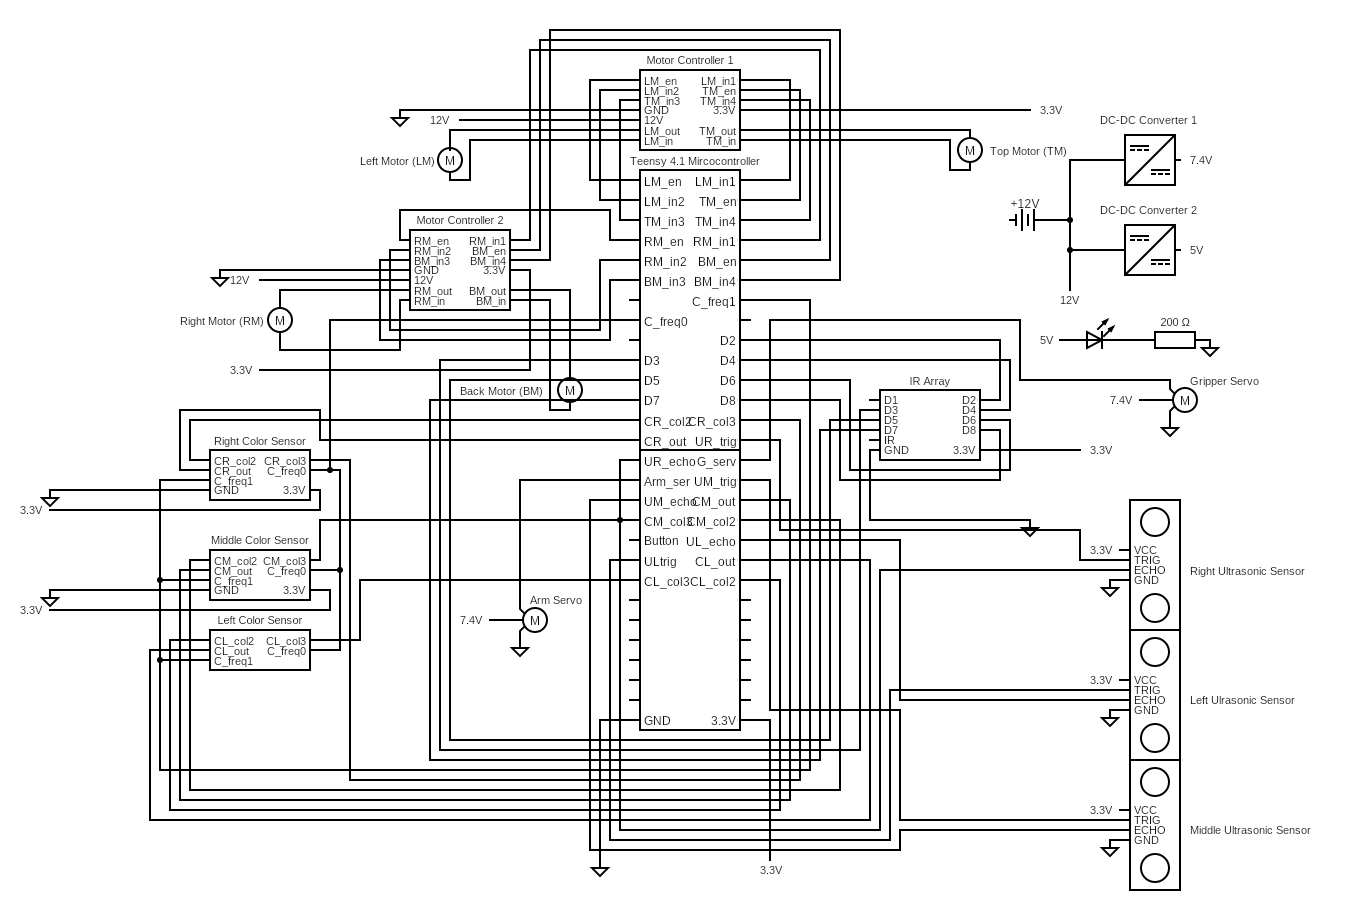 Motor Controller 1
LM_en LM_in1
LM_in2 TM_en
TM_in3 TM_in4
GND 3.3V
12V
LM_out TM_out
LM_in TM_in
12V
3.3V
Left Motor (LM)
M
M
Top Motor (TM)
DC-DC Converter 1
7.4V
+12V
DC-DC Converter 2
5V
12V
Teensy 4.1 Mircocontroller
LM_en LM_in1
LM_in2 TM_en
TM_in3 TM_in4
RM_en RM_in1
RM_in2 BM_en
BM_in3 BM_in4
C_freq1
C_freq0
D2
D3 D4
D5 D6
D7 D8
CR_col2 CR_col3
CR_out UR_trig
UR_echo G_serv
Arm_ser UM_trig
UM_echo CM_out
CM_col3 CM_col2
Button UL_echo
ULtrig CL_out
CL_col3 CL_col2
GND 3.3V
3.3V
Motor Controller 2
RM_en RM_in1
RM_in2 BM_en
BM_in3 BM_in4
GND 3.3V
12V
RM_out BM_out
RM_in BM_in
12V
Right Motor (RM)
M
3.3V
Back Motor (BM)
M
5V
200 Ω
Gripper Servo
7.4V
M
IR Array
D1 D2
D3 D4
D5 D6
D7 D8
IR
GND 3.3V
3.3V
Right Color Sensor
CR_col2 CR_col3
CR_out C_freq0
C_freq1
GND 3.3V
3.3V
Middle Color Sensor
CM_col2 CM_col3
CM_out C_freq0
C_freq1
GND 3.3V
3.3V
Left Color Sensor
CL_col2 CL_col3
CL_out C_freq0
C_freq1
Arm Servo
7.4V
M
3.3V
VCC
TRIG
ECHO
GND
Right Ultrasonic Sensor
3.3V
VCC
TRIG
ECHO
GND
Left Ulrasonic Sensor
3.3V
VCC
TRIG
ECHO
GND
Middle Ultrasonic Sensor